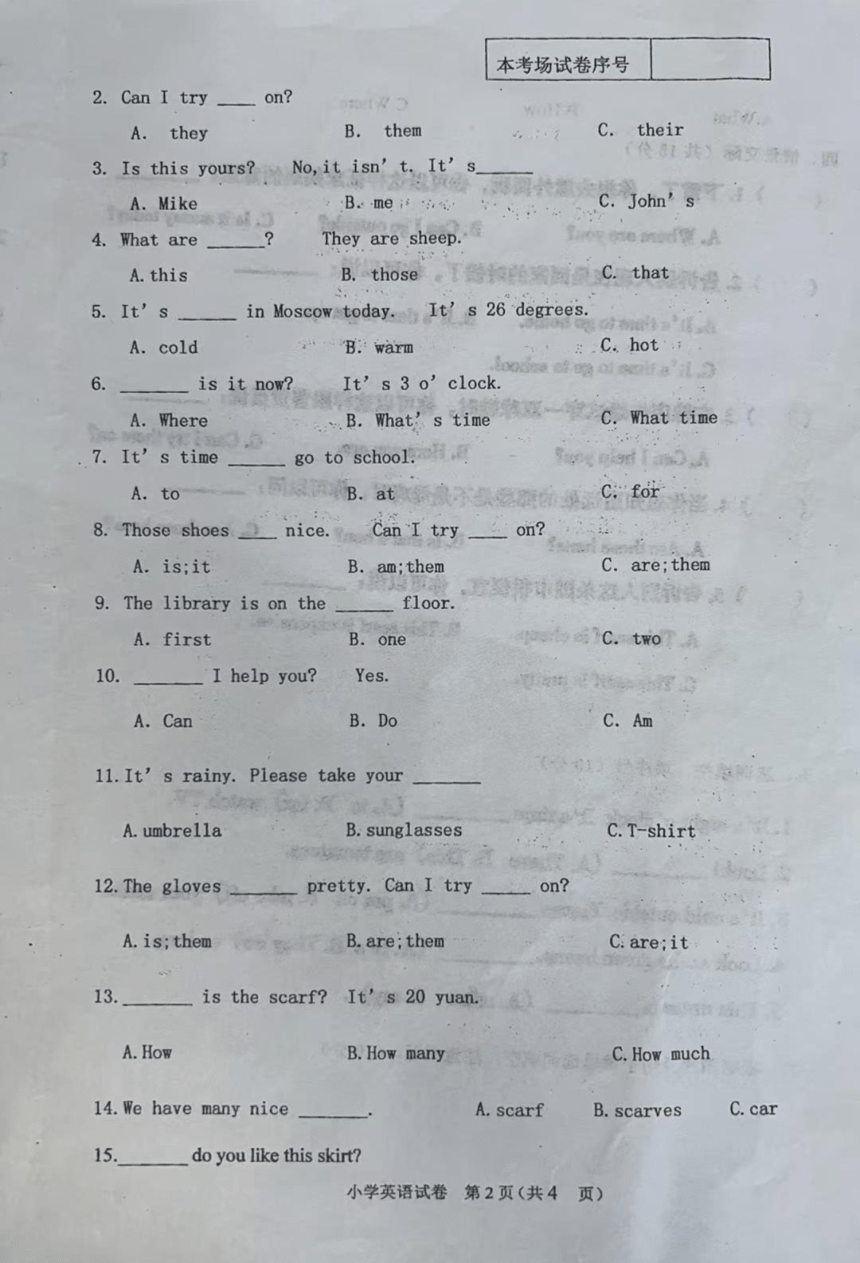 本考场试卷序号
2. Can I try ____ on?
A. they B. them C. their
3. Is this yours? No, it isn't. It's______
A. Mike B. me C. John's
4. What are ______? They are sheep.
A. this B. those C. that
5. It's ______ in Moscow today. It's 26 degrees.
A. cold B. warm C. hot
6. _______ is it now? It's 3 o'clock.
A. Where B. What's time C. What time
7. It's time ______ go to school.
A. to B. at C. for
8. Those shoes ____ nice. Can I try ____ on?
A. is;it B. am;them C. are;them
9. The library is on the ______ floor.
A. first B. one C. two
10. _______ I help you? Yes.
A. Can B. Do C. Am
11. It's rainy. Please take your _______
A. umbrella B. sunglasses C. T-shirt
12. The gloves _______ pretty. Can I try _____ on?
A. is;them B. are;them C. are;it
13. _______ is the scarf? It's 20 yuan.
A. How B. How many C. How much
14. We have many nice _______. A. scarf B. scarves C. car
15. _______ do you like this skirt?
小学英语试卷 第2页(共4 页)